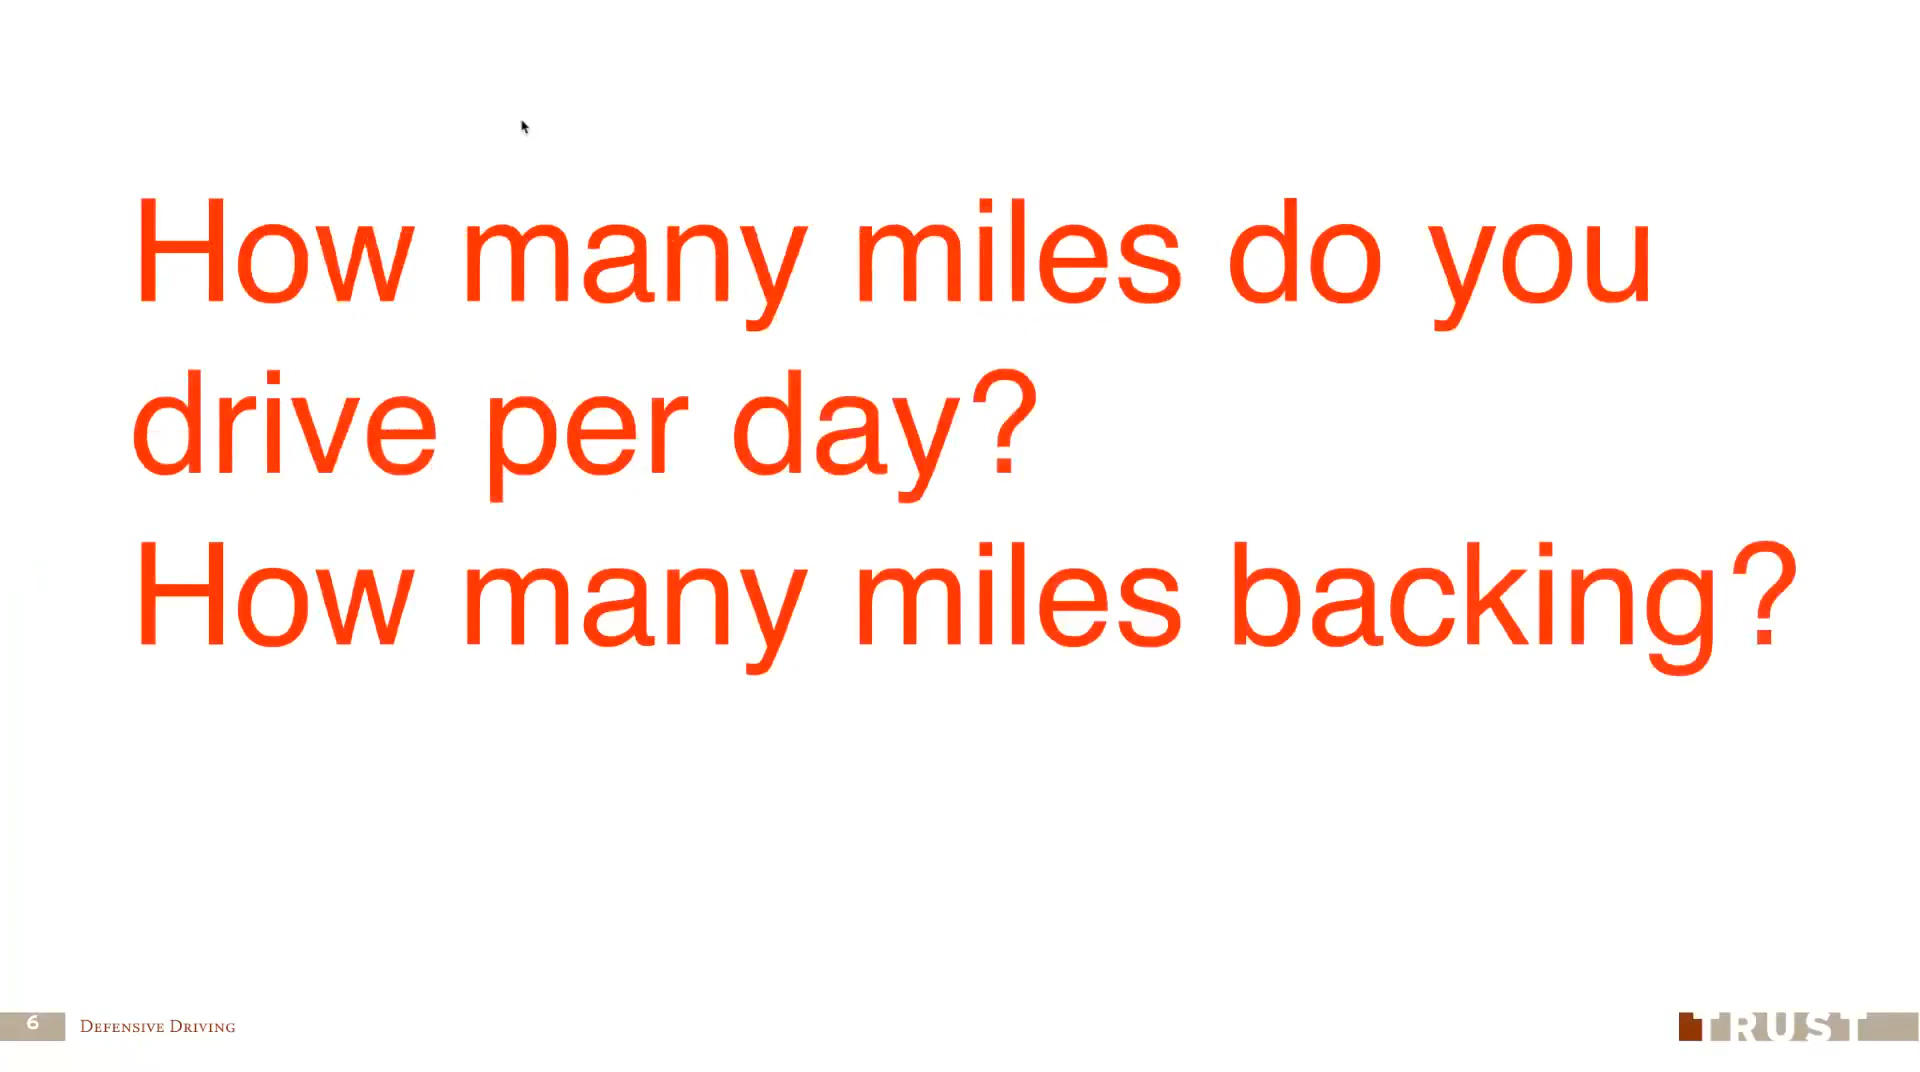 How many miles do you
drive per day?
How many miles backing?
6
Defensive Driving
TRUST